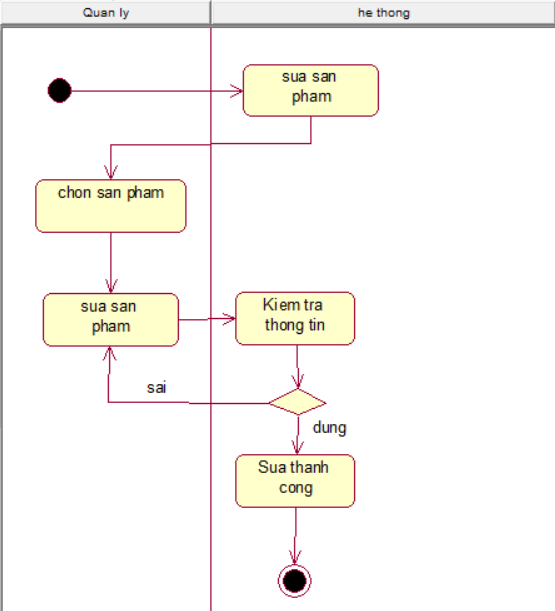 Quan ly
he thong
sua san
pham
chon san pham
sua san
pham
Kiem tra
thong tin
sai
dung
Sua thanh
cong